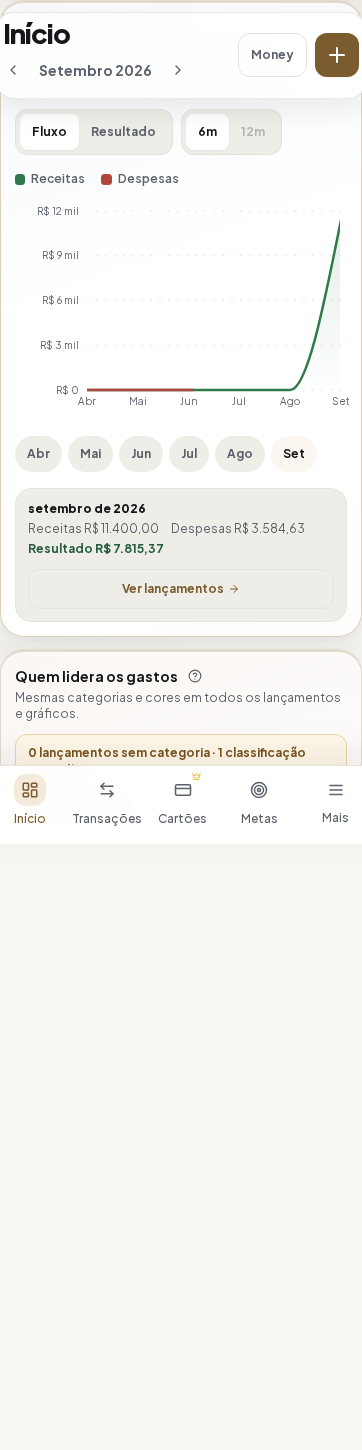 Início
Setembro 2026
Money
Fluxo Resultado 6m 12m
Receitas Despesas
R$ 12 mil
R$ 9 mil
R$ 6 mil
R$ 3 mil
R$ 0
Abr Mai Jun Jul Ago Set
Abr Mai Jun Jul Ago Set
setembro de 2026
Receitas R$ 11.400,00 Despesas R$ 3.584,63
Resultado R$ 7.815,37
Ver lançamentos →
Quem lidera os gastos
Mesmas categorias e cores em todos os lançamentos
e gráficos.
0 lançamentos sem categoria · 1 classificação
Início Transações Cartões Metas Mais